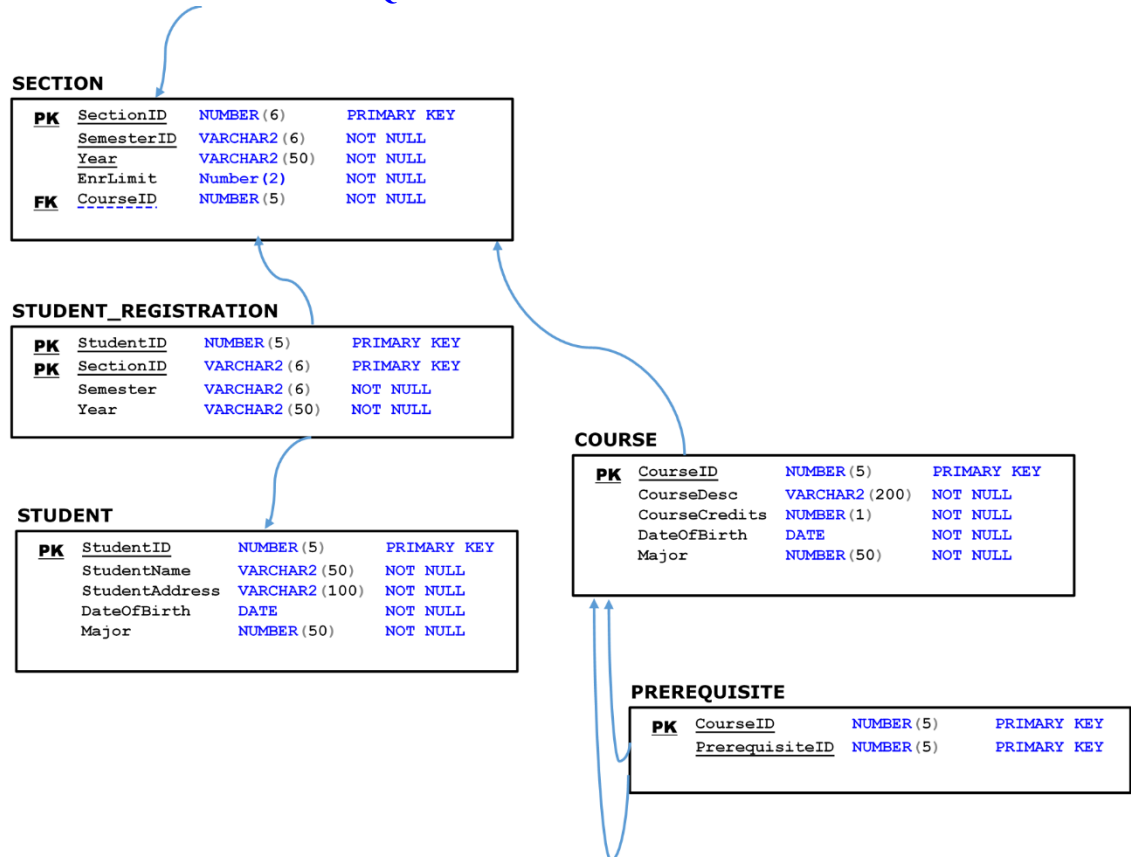 SECTION
PK SectionID NUMBER(6) PRIMARY KEY
SemesterID VARCHAR2(6) NOT NULL
Year VARCHAR2(50) NOT NULL
EnrLimit Number(2) NOT NULL
FK CourseID NUMBER(5) NOT NULL
STUDENT_REGISTRATION
PK StudentID NUMBER(5) PRIMARY KEY
PK SectionID VARCHAR2(6) PRIMARY KEY
Semester VARCHAR2(6) NOT NULL
Year VARCHAR2(50) NOT NULL
COURSE
PK CourseID NUMBER(5) PRIMARY KEY
CourseDesc VARCHAR2(200) NOT NULL
CourseCredits NUMBER(1) NOT NULL
DateOfBirth DATE NOT NULL
Major NUMBER(50) NOT NULL
STUDENT
PK StudentID NUMBER(5) PRIMARY KEY
StudentName VARCHAR2(50) NOT NULL
StudentAddress VARCHAR2(100) NOT NULL
DateOfBirth DATE NOT NULL
Major NUMBER(50) NOT NULL
PREREQUISITE
PK CourseID NUMBER(5) PRIMARY KEY
PrerequisiteID NUMBER(5) PRIMARY KEY